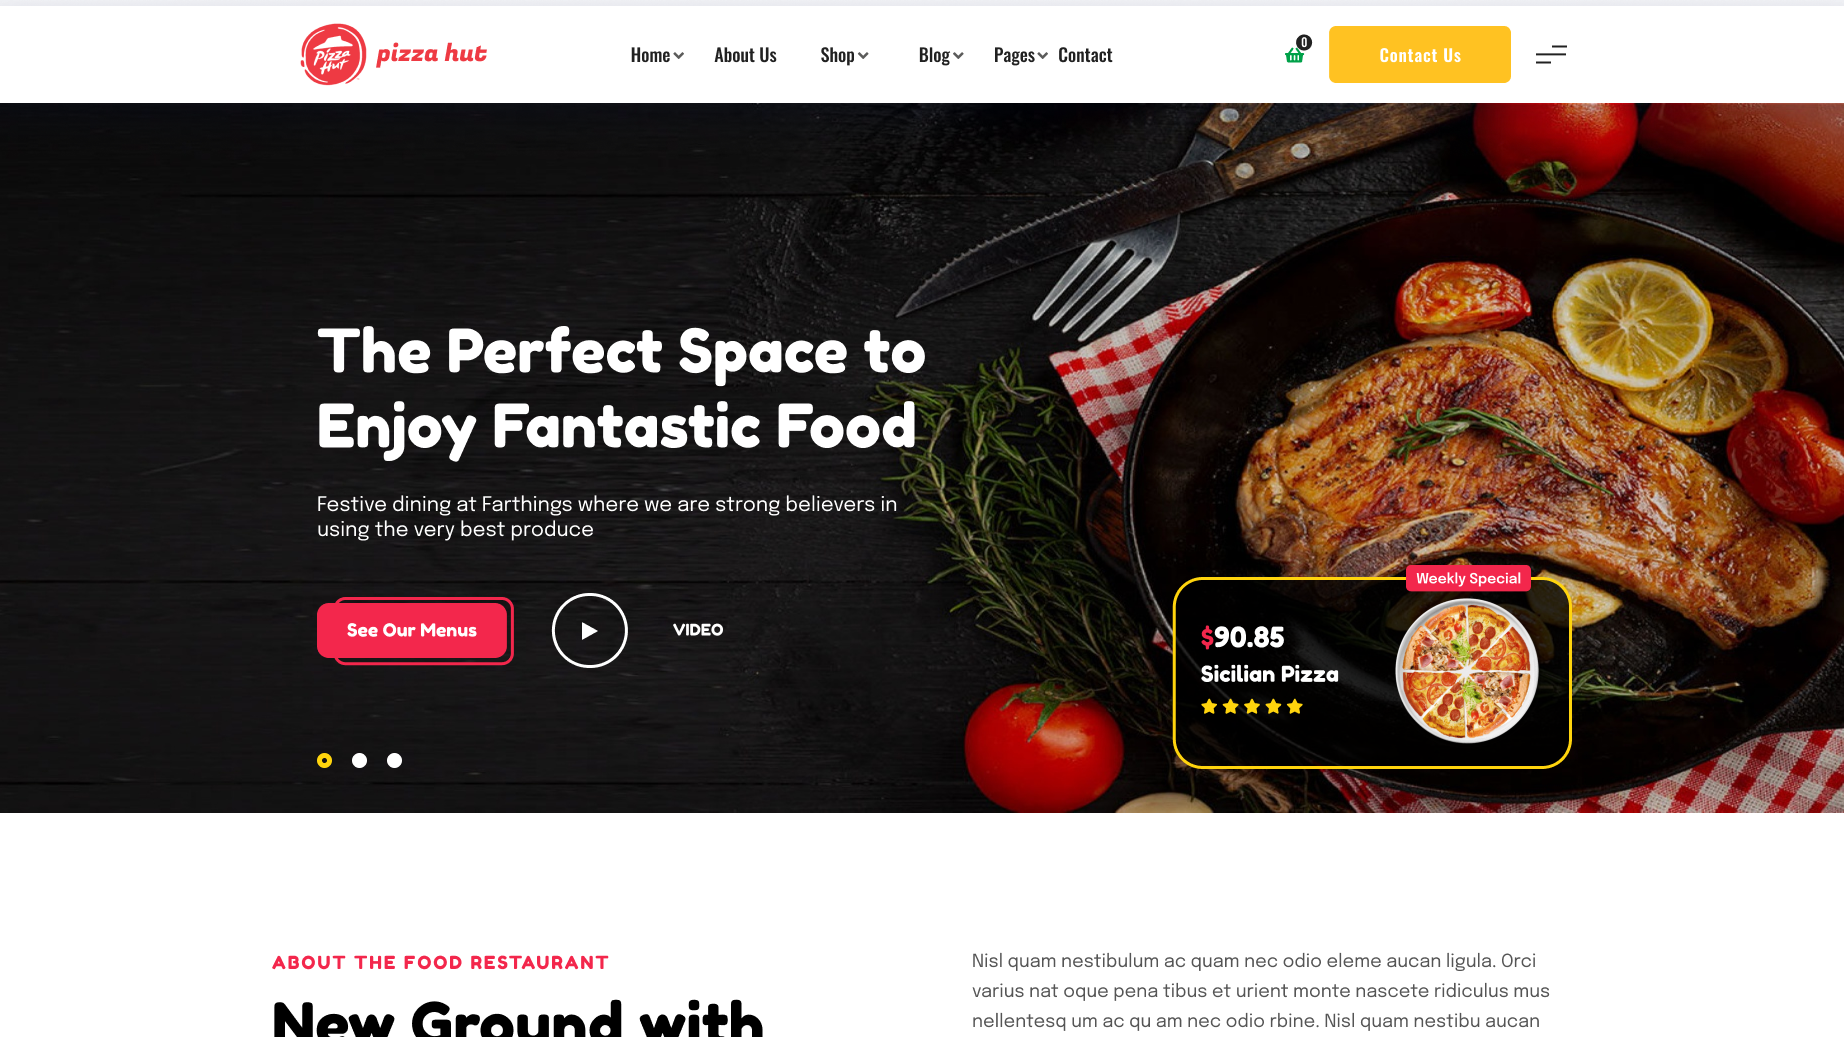 Pizza
Hut
pizza hut
Home
About Us
Shop
Blog
Pages
Contact
0
Contact Us
The Perfect Space to
Enjoy Fantastic Food
Festive dining at Farthings where we are strong believers in
using the very best produce
See Our Menus
VIDEO
Weekly Special
$90.85
Sicilian Pizza
ABOUT THE FOOD RESTAURANT
New Ground with
Nisl quam nestibulum ac quam nec odio eleme aucan ligula. Orci
varius nat oque pena tibus et urient monte nascete ridiculus mus
nellentesq um ac qu am nec odio rbine. Nisl quam nestibu aucan